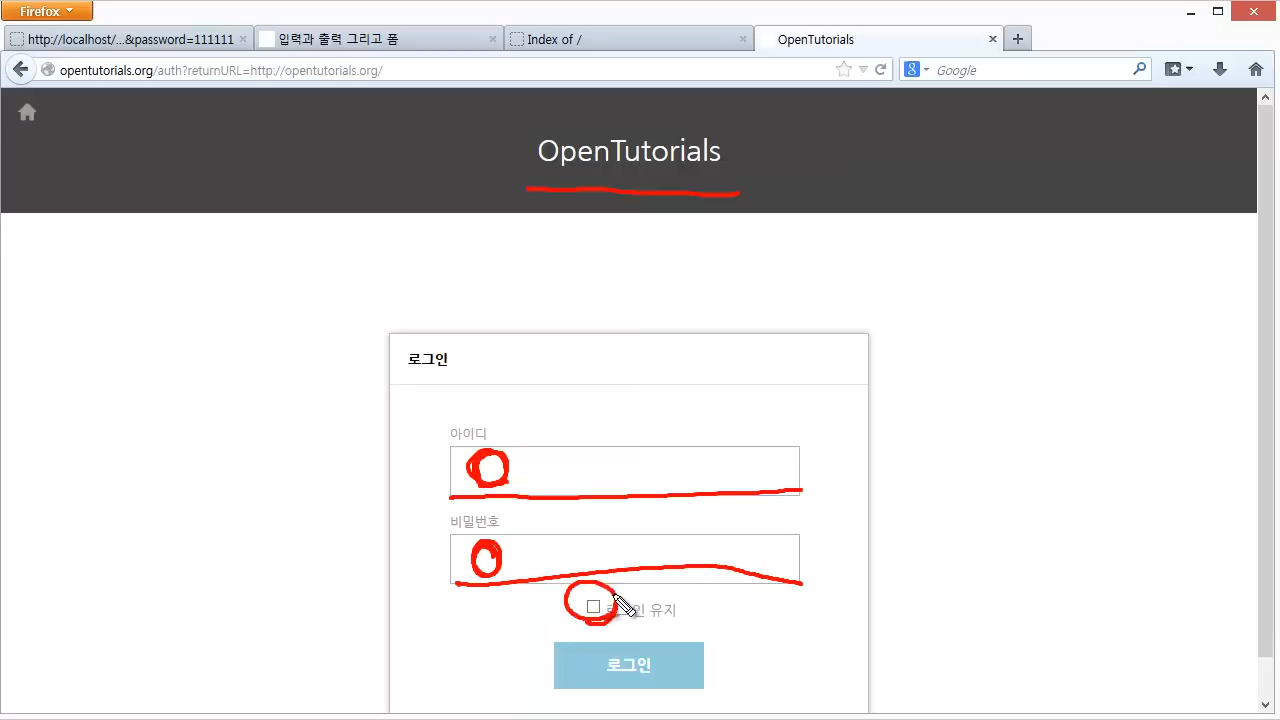 Firefox
http://localhost/...&password=111111
입력과 출력 그리고 폼
Index of /
OpenTutorials
opentutorials.org/auth?returnURL=http://opentutorials.org/
Google
OpenTutorials
로그인
아이디
비밀번호
로그인 유지
로그인